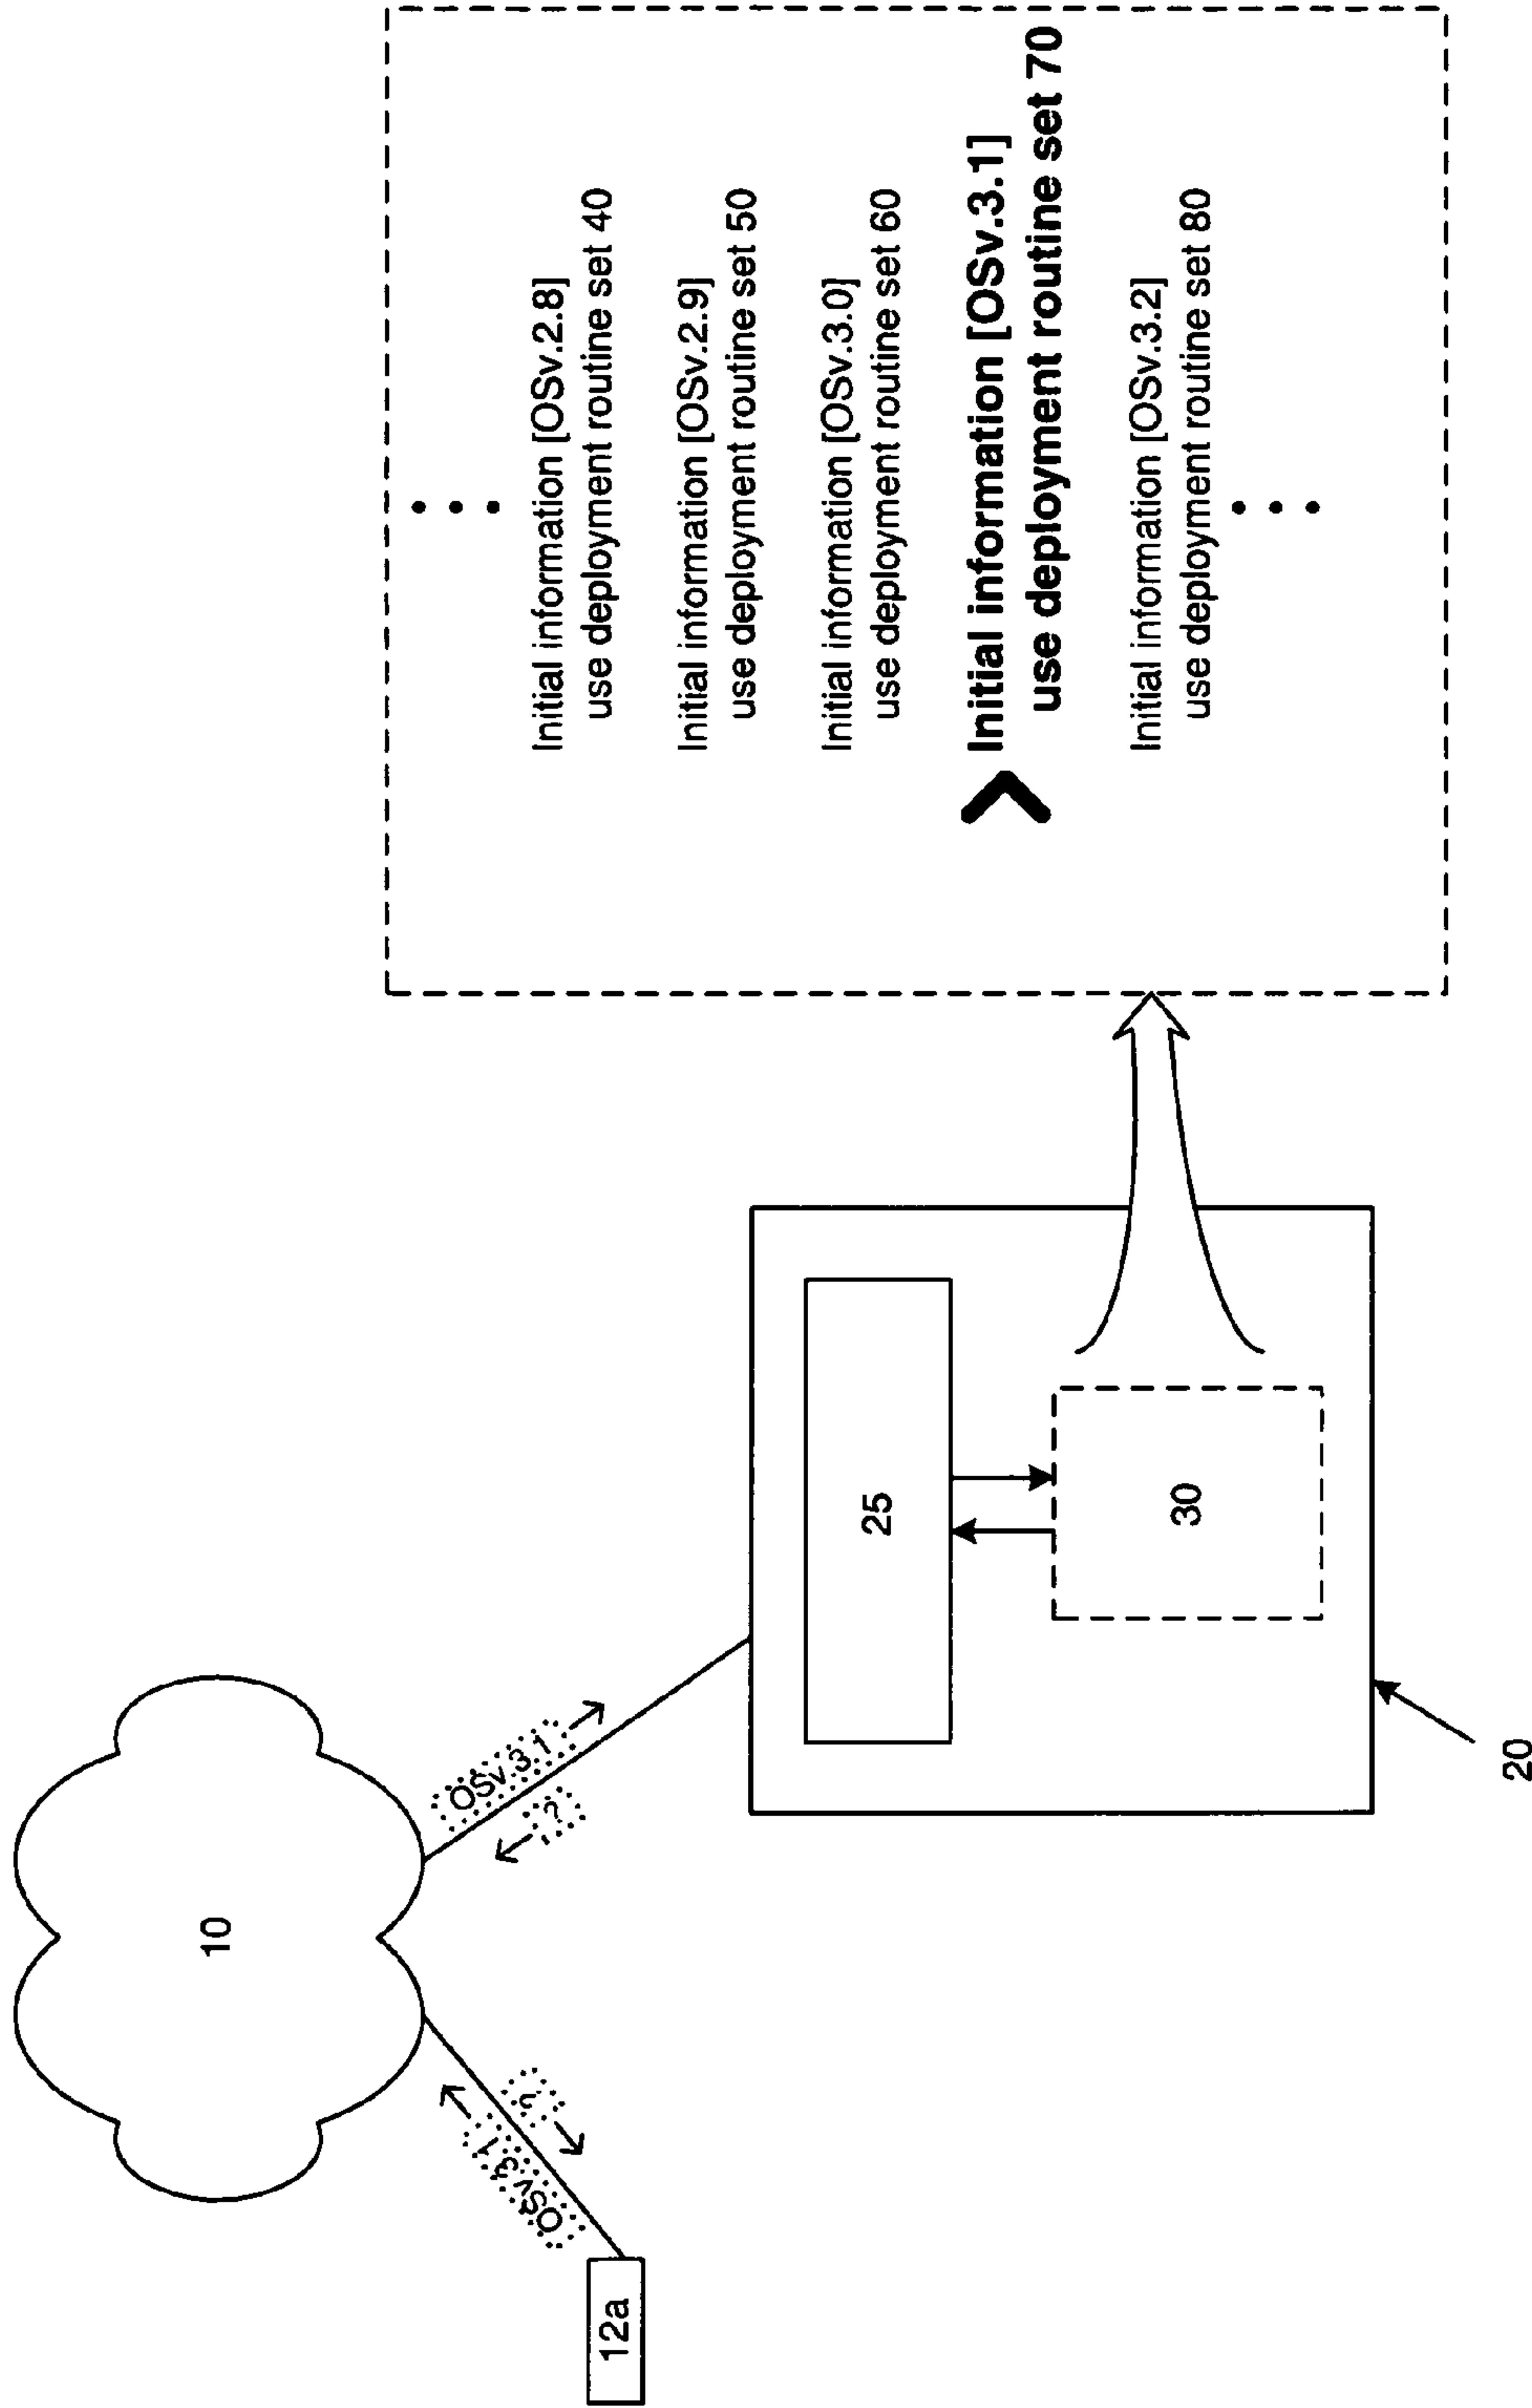 10
12a
OSv.3.1
?
OSv.3.1
?
25
30
20
Initial information [OSv.2.8]
use deployment routine set 40
Initial information [OSv.2.9]
use deployment routine set 50
Initial information [OSv.3.0]
use deployment routine set 60
Initial information [OSv.3.1]
use deployment routine set 70
Initial information [OSv.3.2]
use deployment routine set 80